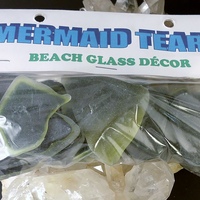 MERMAID TEAR
BEACH GLASS DÉCOR